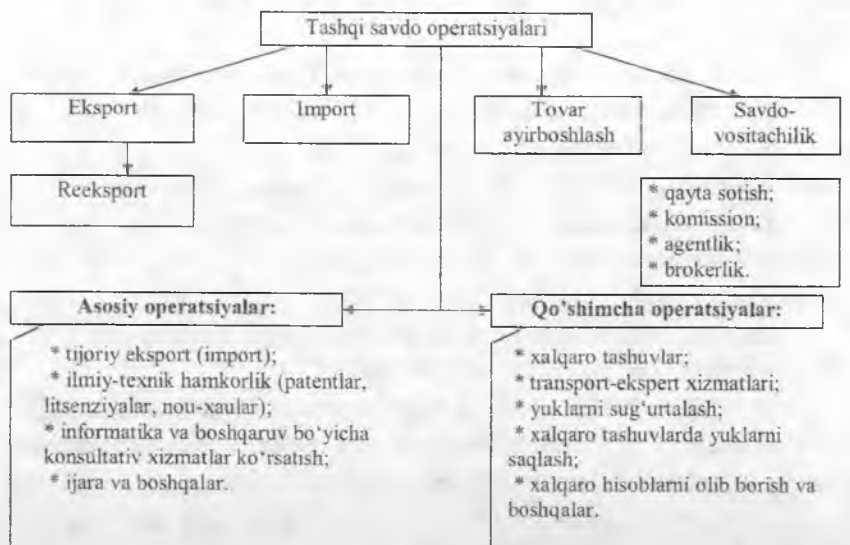 Tashqi savdo operatsiyalari
Eksport
Import
Tovar
ayirboshlash
Savdo-
vositachilik
Reeksport
* qayta sotish;
* komission;
* agentlik;
* brokerlik.
Asosiy operatsiyalar:
* tijoriy eksport (import);
* ilmiy-texnik hamkorlik (patentlar,
litsenziyalar, nou-xaular);
* informatika va boshqaruv bo‘yicha
konsultativ xizmatlar ko‘rsatish;
* ijara va boshqalar.
Qo'shimcha operatsiyalar:
* xalqaro tashuvlar;
* transport-ekspert xizmatlari;
* yuklarni sug‘urtalash;
* xalqaro tashuvlarda yuklarni
saqlash;
* xalqaro hisoblarni olib borish va
boshqalar.